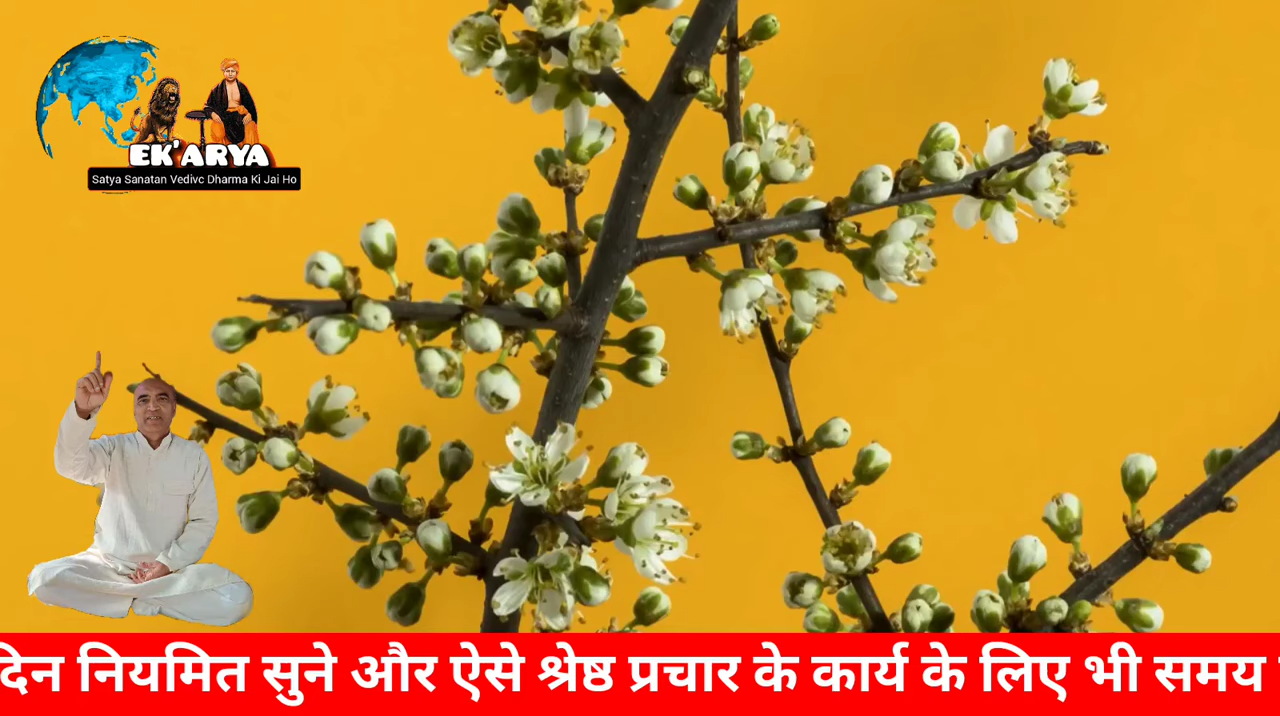 EK'ARYA
Satya Sanatan Vedivc Dharma Ki Jai Ho
दिन नियमित सुने और ऐसे श्रेष्ठ प्रचार के कार्य के लिए भी समय